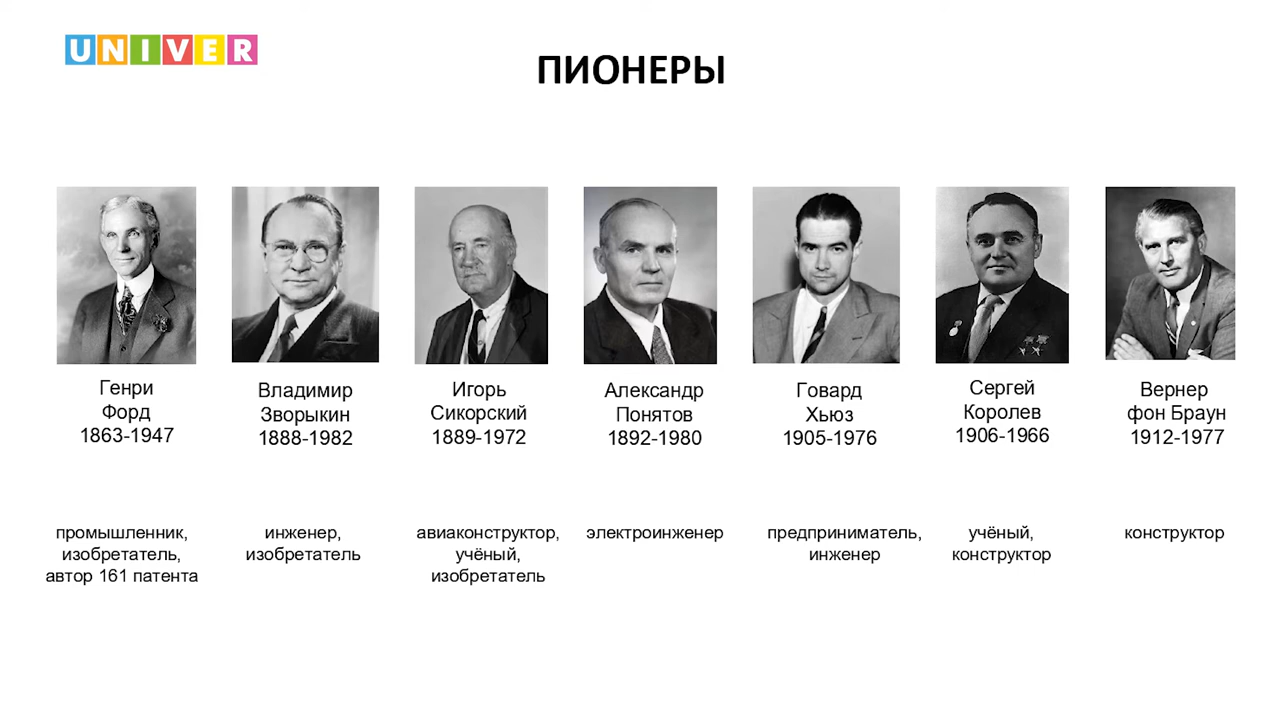 UNIVER
ПИОНЕРЫ
Генри
Форд
1863-1947
Владимир
Зворыкин
1888-1982
Игорь
Сикорский
1889-1972
Александр
Понятов
1892-1980
Говард
Хьюз
1905-1976
Сергей
Королев
1906-1966
Вернер
фон Браун
1912-1977
промышленник,
изобретатель,
автор 161 патента
инженер,
изобретатель
авиаконструктор,
учёный,
изобретатель
электроинженер
предприниматель,
инженер
учёный,
конструктор
конструктор